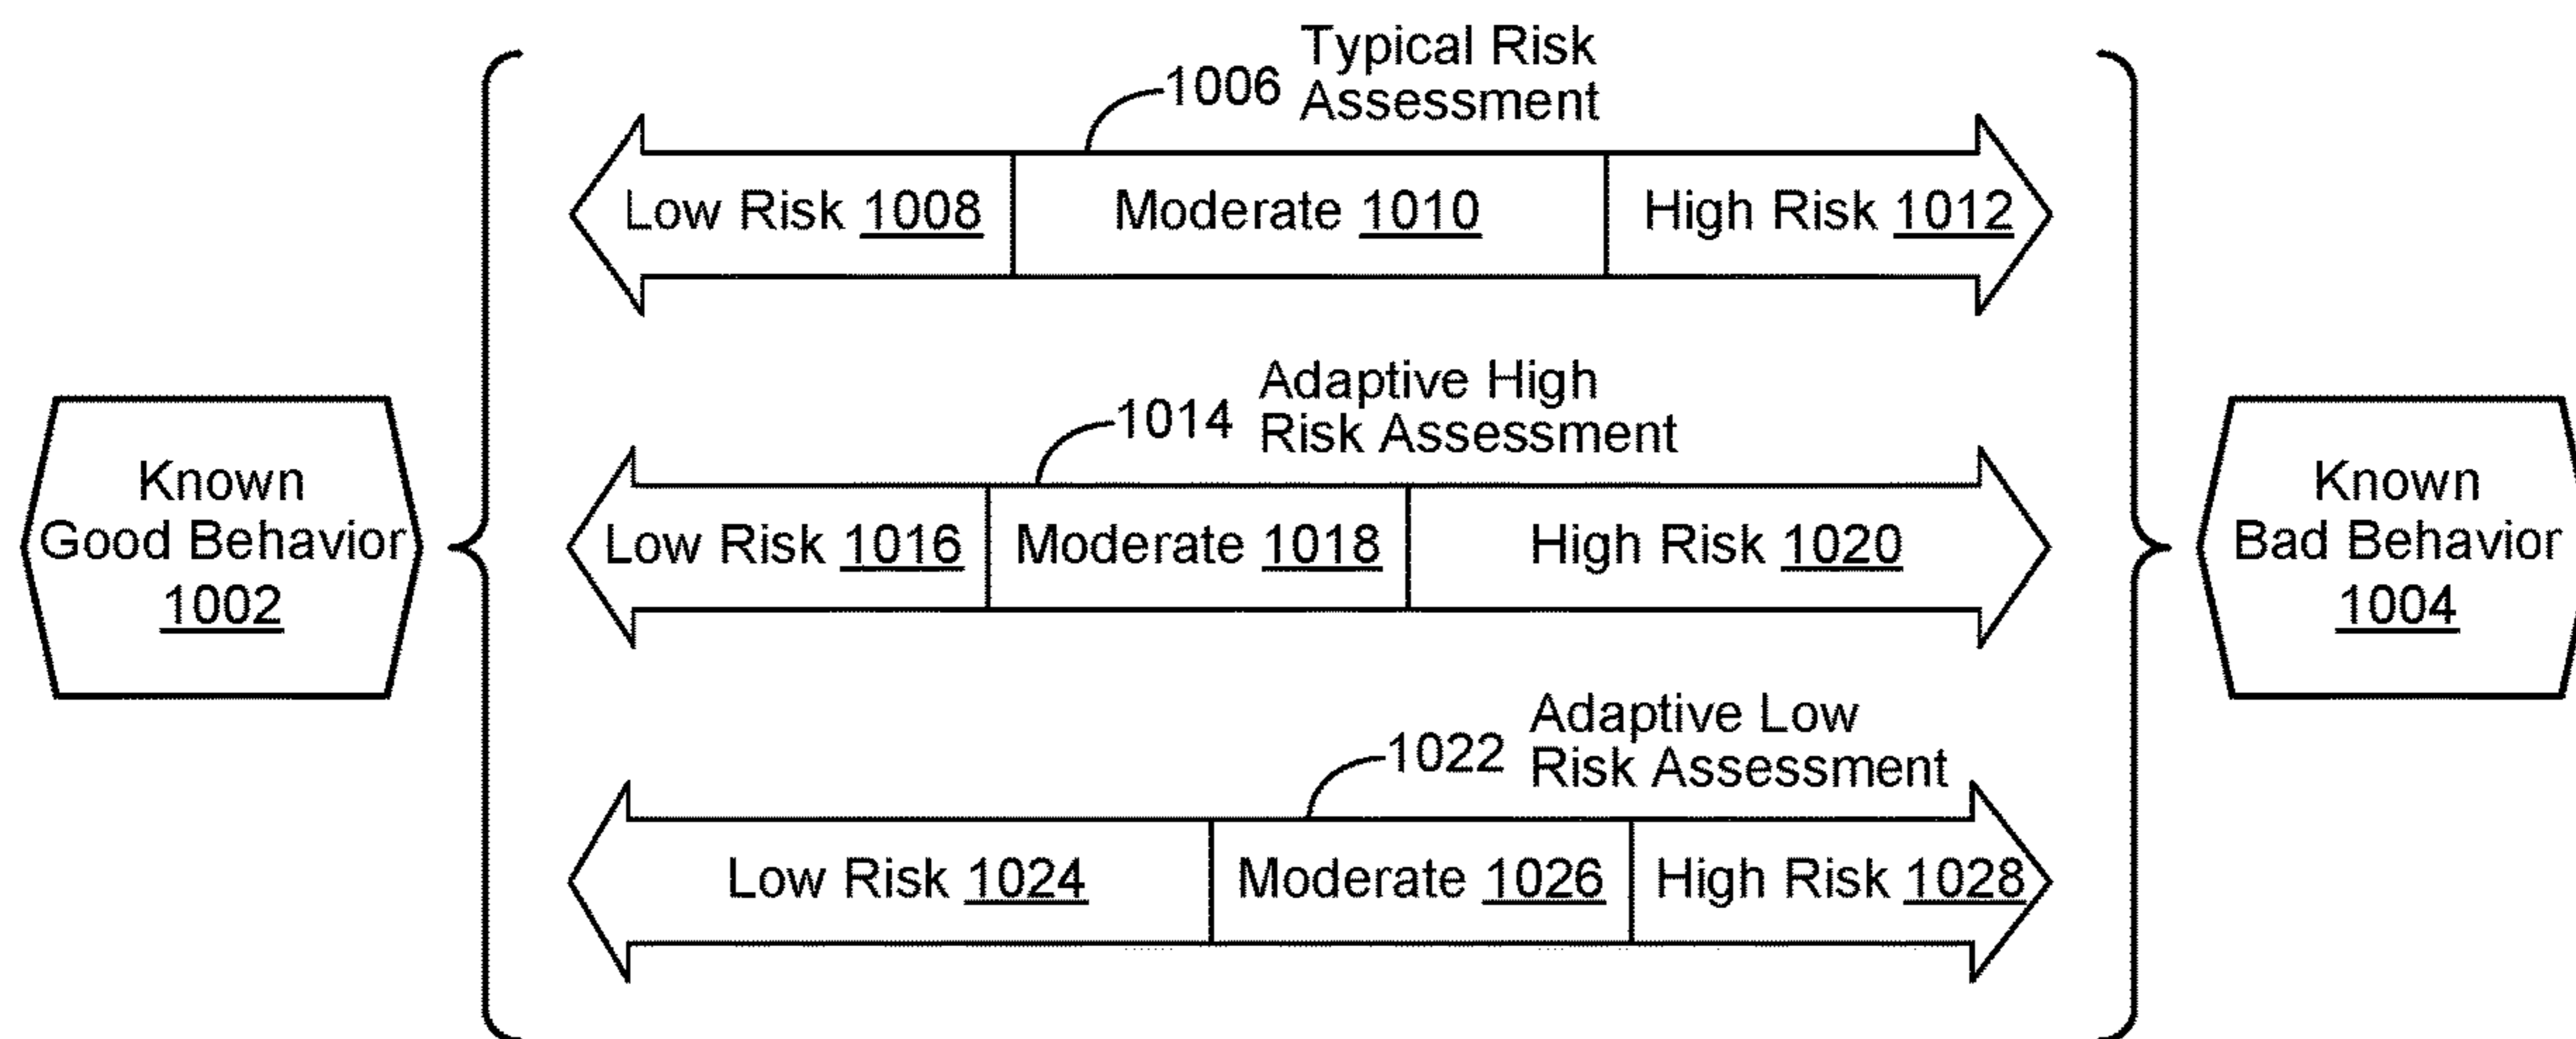 Typical Risk
1006 Assessment
Low Risk 1008 Moderate 1010 High Risk 1012
Adaptive High
1014 Risk Assessment
Known
Good Behavior
1002
Low Risk 1016 Moderate 1018 High Risk 1020
Known
Bad Behavior
1004
Adaptive Low
1022 Risk Assessment
Low Risk 1024 Moderate 1026 High Risk 1028